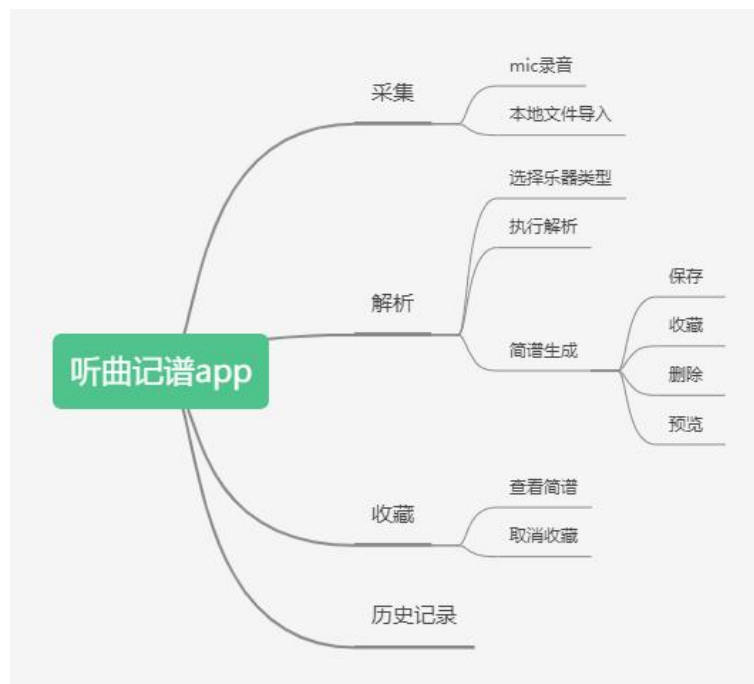 听曲记谱app
采集
mic录音
本地文件导入
解析
选择乐器类型
执行解析
简谱生成
保存
收藏
删除
预览
收藏
查看简谱
取消收藏
历史记录